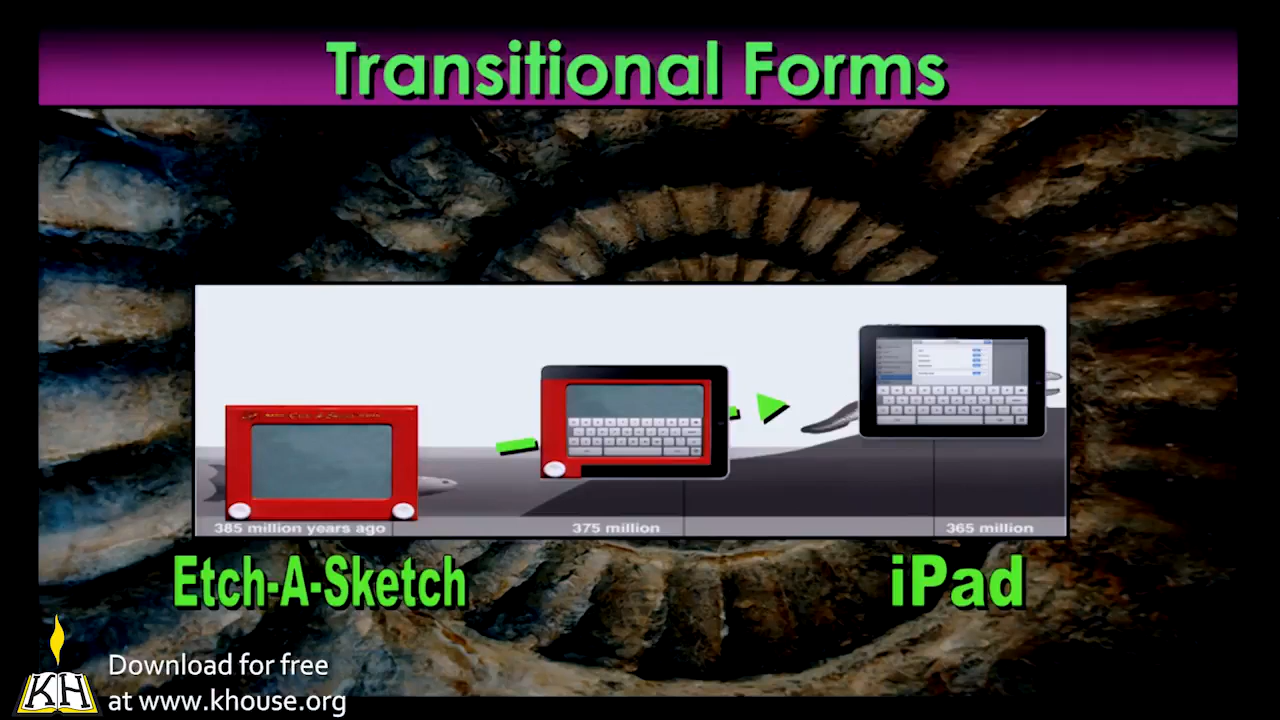 Transitional Forms
385 million years ago
375 million
365 million
Etch-A-Sketch
iPad
KH
Download for free
at www.khouse.org